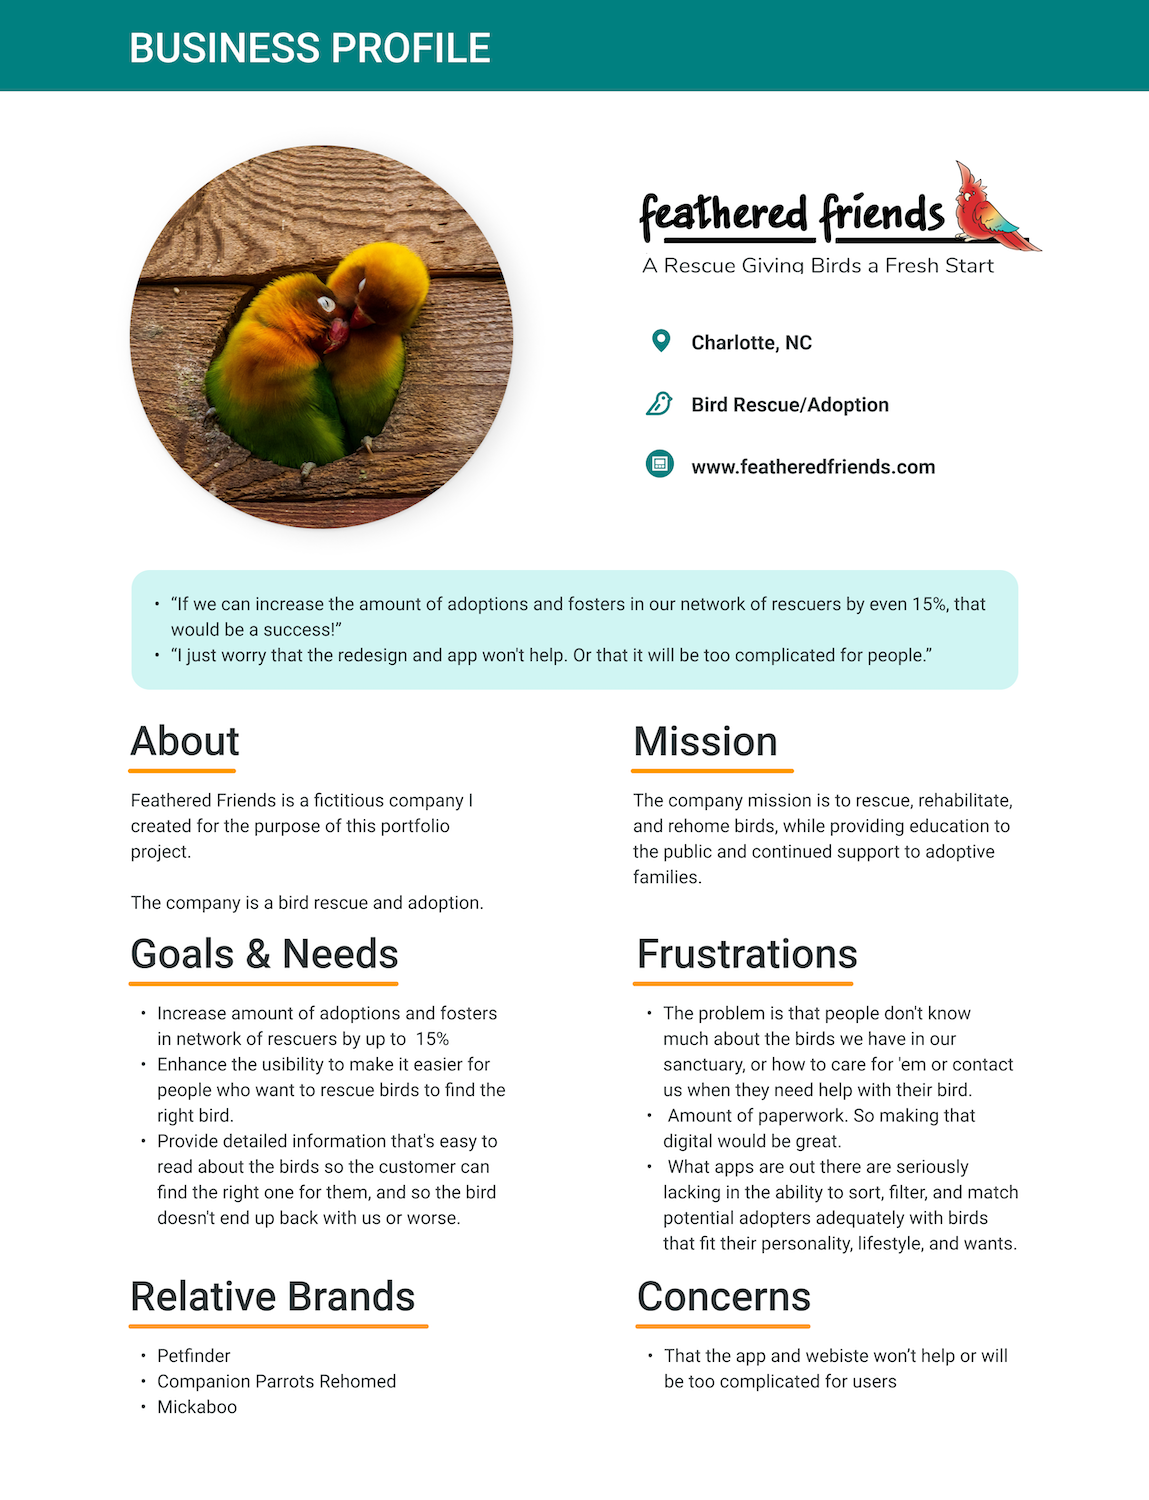 BUSINESS PROFILE
feathered friends
A Rescue Giving Birds a Fresh Start
Charlotte, NC
Bird Rescue/Adoption
www.featheredfriends.com
• “If we can increase the amount of adoptions and fosters in our network of rescuers by even 15%, that
would be a success!”
• “I just worry that the redesign and app won't help. Or that it will be too complicated for people.”
About
Feathered Friends is a fictitious company I
created for the purpose of this portfolio
project.
The company is a bird rescue and adoption.
Mission
The company mission is to rescue, rehabilitate,
and rehome birds, while providing education to
the public and continued support to adoptive
families.
Goals & Needs
• Increase amount of adoptions and fosters
in network of rescuers by up to 15%
• Enhance the usibility to make it easier for
people who want to rescue birds to find the
right bird.
• Provide detailed information that's easy to
read about the birds so the customer can
find the right one for them, and so the bird
doesn't end up back with us or worse.
Frustrations
• The problem is that people don't know
much about the birds we have in our
sanctuary, or how to care for 'em or contact
us when they need help with their bird.
• Amount of paperwork. So making that
digital would be great.
• What apps are out there are seriously
lacking in the ability to sort, filter, and match
potential adopters adequately with birds
that fit their personality, lifestyle, and wants.
Relative Brands
• Petfinder
• Companion Parrots Rehomed
• Mickaboo
Concerns
• That the app and webiste won’t help or will
be too complicated for users